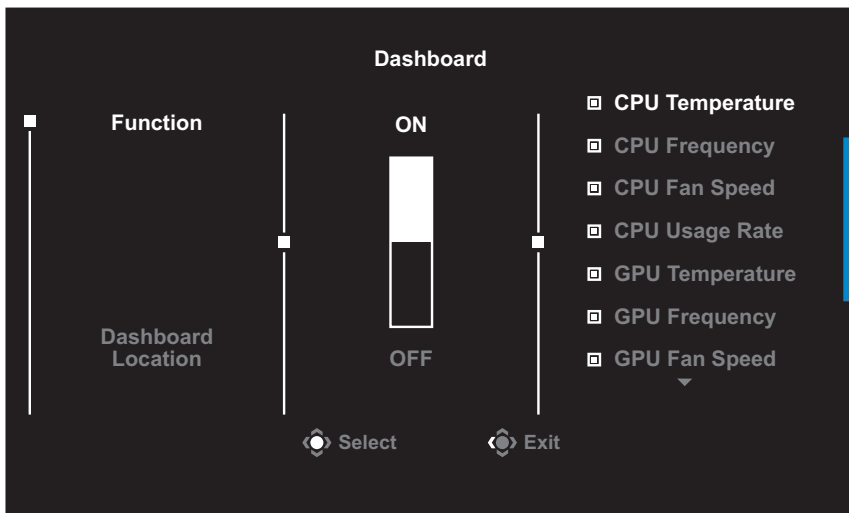 Dashboard
Function
Dashboard
Location
ON
OFF
CPU Temperature
CPU Frequency
CPU Fan Speed
CPU Usage Rate
GPU Temperature
GPU Frequency
GPU Fan Speed
Select
Exit